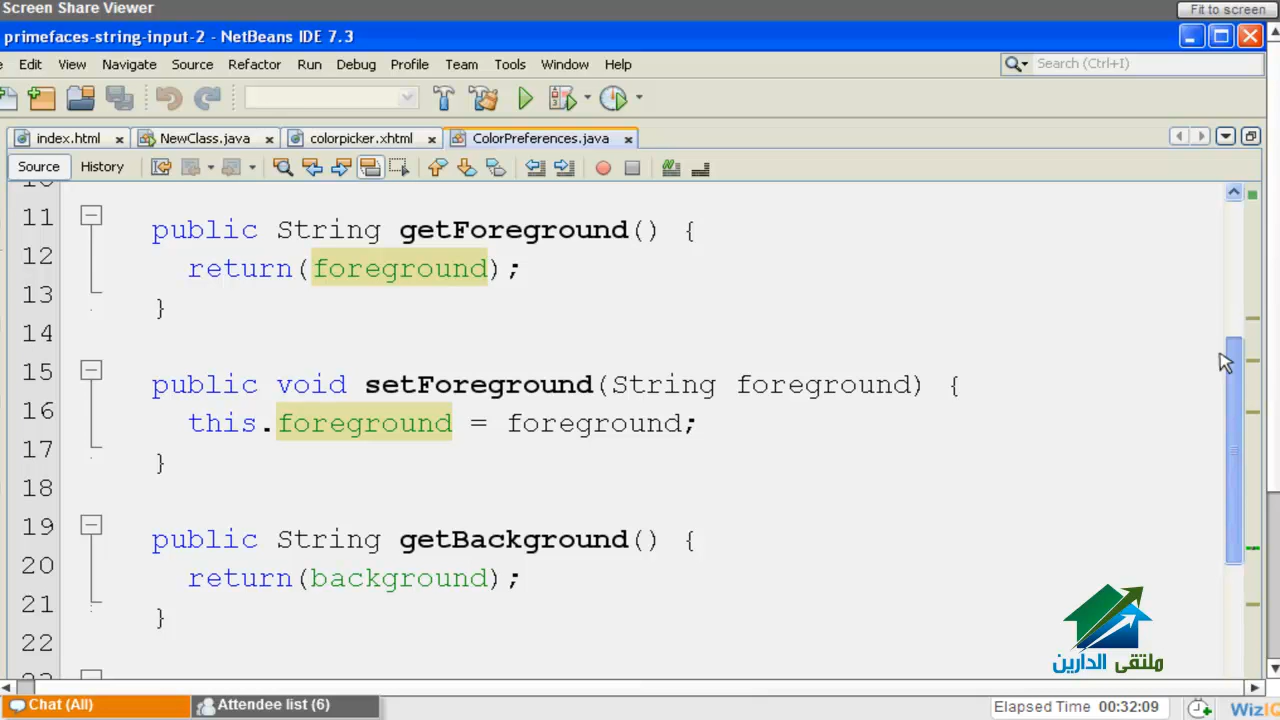 Screen Share Viewer
Fit to screen
primefaces-string-input-2 - NetBeans IDE 7.3
Edit View Navigate Source Refactor Run Debug Profile Team Tools Window Help
Search (Ctrl+I)
index.html NewClass.java colorpicker.xhtml ColorPreferences.java
Source History
11 public String getForeground() {
12 return(foreground);
13 }
14
15 public void setForeground(String foreground) {
16 this.foreground = foreground;
17 }
18
19 public String getBackground() {
20 return(background);
21 }
22
ملتقى الدارين
Chat (All) Attendee list (6) Elapsed Time 00:32:09